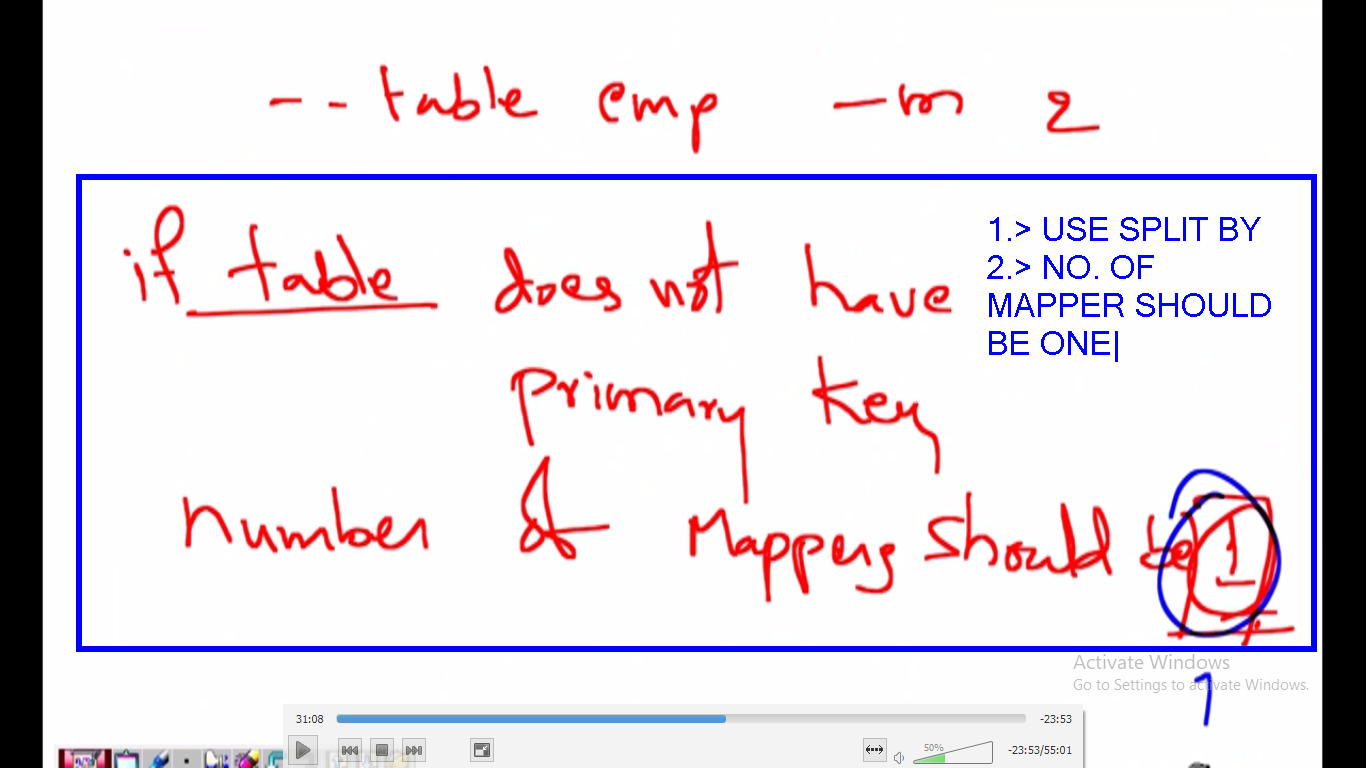 -- table emp -m 2
if table does not have
primary key
number of Mappers should be 1
1.> USE SPLIT BY
2.> NO. OF
MAPPER SHOULD
BE ONE|
1
Activate Windows
Go to Settings to activate Windows.
31:08
-23:53
50%
-23:53/55:01